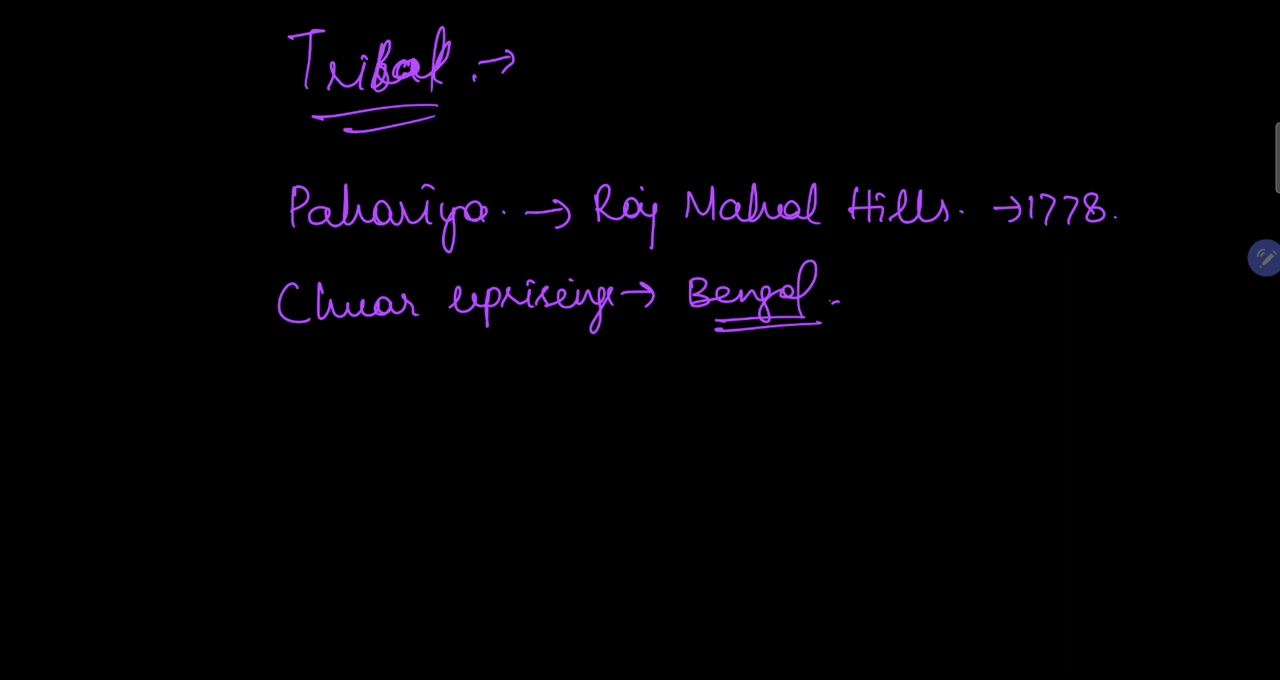 Tribal. →
Pahariya. → Raj Mahal Hills. → 1778.
Chuar uprising → Bengal.